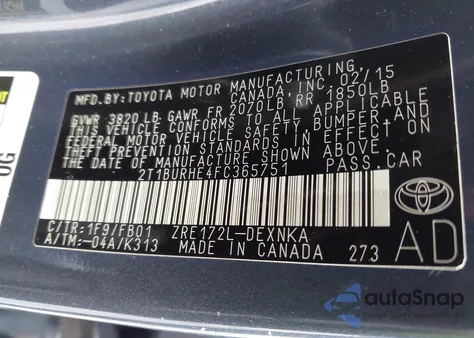 MFD. BY: TOYOTA MOTOR MANUFACTURING,
CANADA, INC. 02/15
GVWR 3820 LB. GAWR FR. 2070LB, RR. 1850LB
THIS VEHICLE CONFORMS TO ALL APPLICABLE
FEDERAL MOTOR VEHICLE SAFETY, BUMPER, AND
THEFT PREVENTION STANDARDS IN EFFECT ON
THE DATE OF MANUFACTURE SHOWN ABOVE.
2T1BURHE4FC365751 PASS. CAR
C/TR: 1F9/FB01 ZRE172L-DEXNKA
A/TM: -04A/K313 MADE IN CANADA 273
AD
TOYOTA
OG
autoSnap